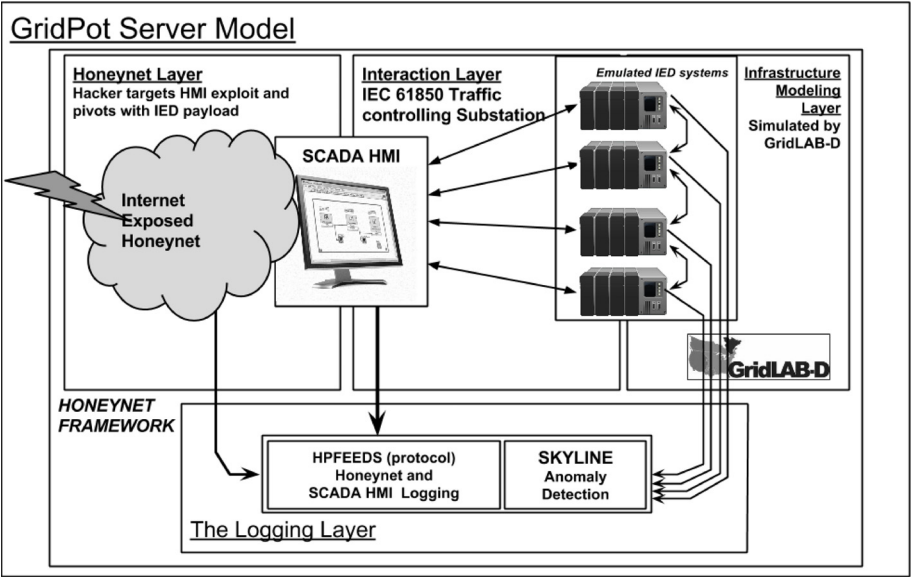 GridPot Server Model
Honeynet Layer
Hacker targets HMI exploit and
pivots with IED payload
Interaction Layer
IEC 61850 Traffic
controlling Substation
Emulated IED systems
Infrastructure
Modeling
Layer
Simulated by
GridLAB-D
SCADA HMI
Internet
Exposed
Honeynet
GridLAB-D
HONEYNET
FRAMEWORK
HPFEEDS (protocol)
Honeynet and
SCADA HMI Logging
SKYLINE
Anomaly
Detection
The Logging Layer